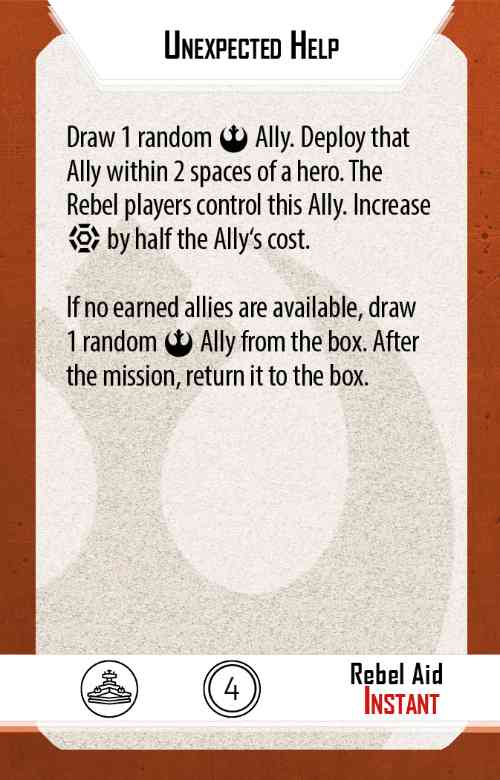 Unexpected Help
Draw 1 random Ally. Deploy that
Ally within 2 spaces of a hero. The
Rebel players control this Ally. Increase
by half the Ally's cost.
If no earned allies are available, draw
1 random Ally from the box. After
the mission, return it to the box.
4
Rebel Aid
Instant